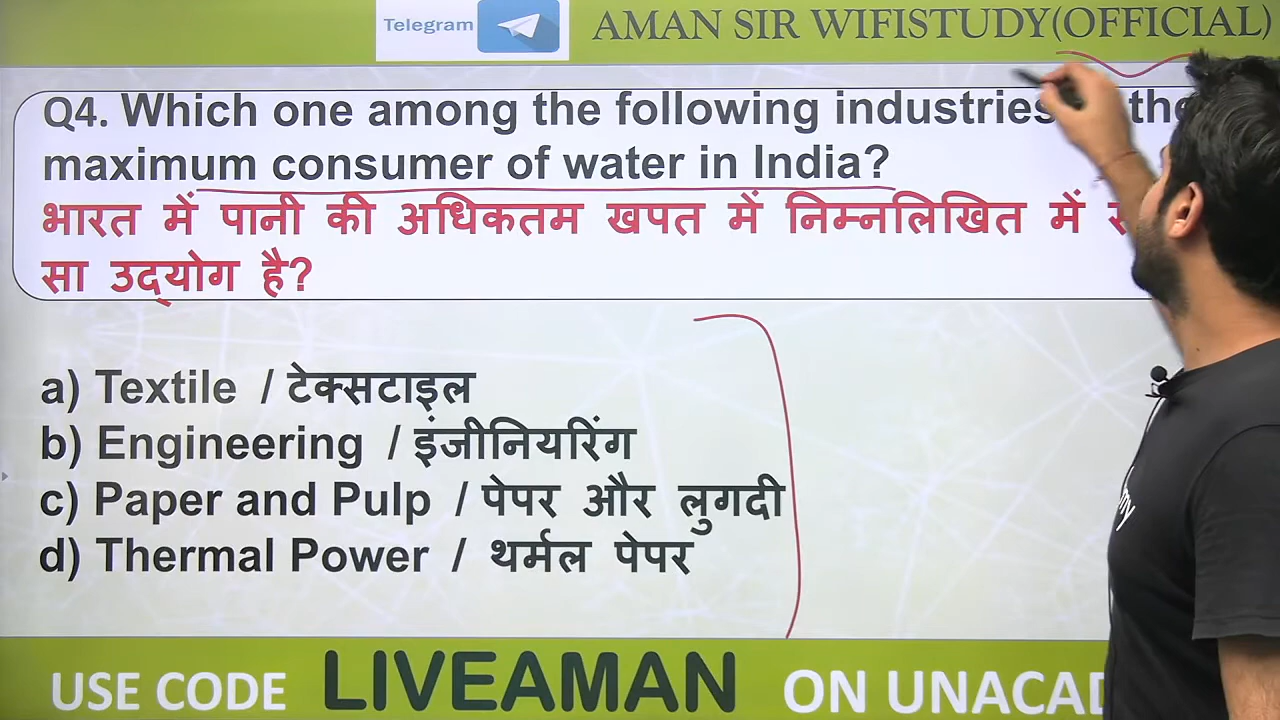 Telegram
AMAN SIR WIFISTUDY(OFFICIAL)
Q4. Which one among the following industries the
maximum consumer of water in India?
भारत में पानी की अधिकतम खपत में निम्नलिखित में
सा उद्योग है?
a) Textile / टेक्सटाइल
b) Engineering / इंजीनियरिंग
c) Paper and Pulp / पेपर और लुगदी
d) Thermal Power / थर्मल पेपर
my
USE CODE LIVEAMAN ON UNACAD